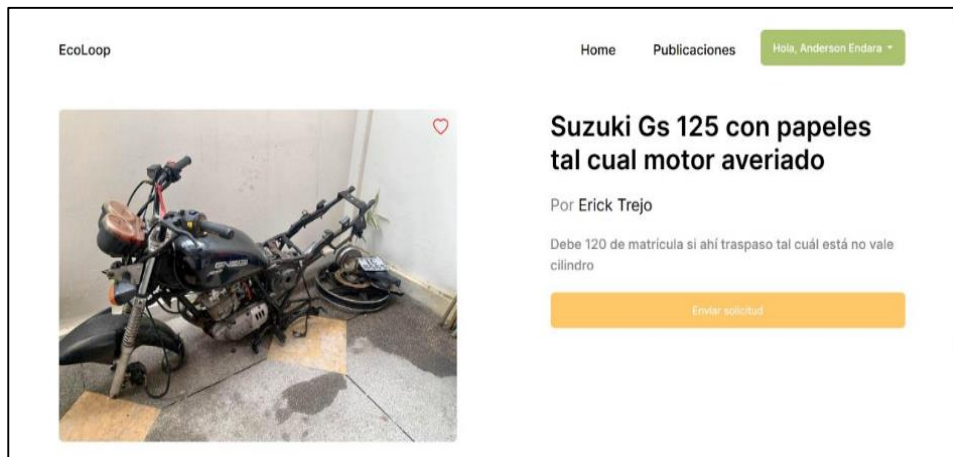 EcoLoop
Home
Publicaciones
Hola, Anderson Endara
Suzuki Gs 125 con papeles
tal cual motor averiado
Por Erick Trejo
Debe 120 de matrícula si ahí traspaso tal cuál está no vale
cilindro
Enviar solicitud